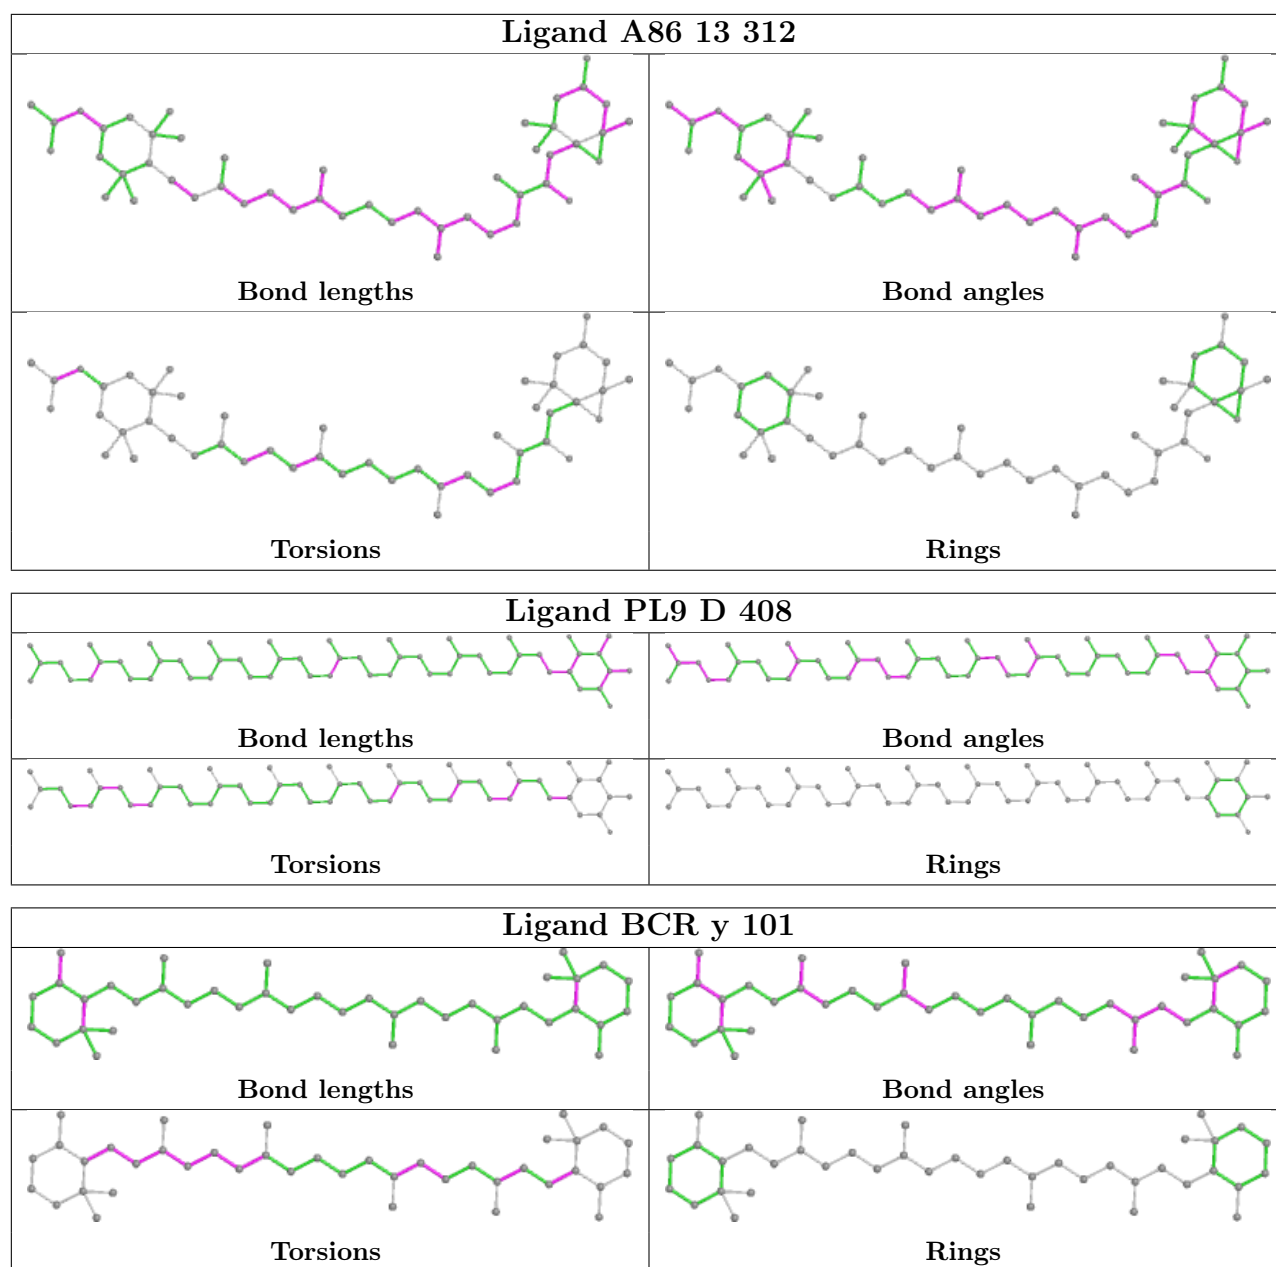 Ligand A86 13 312
Bond lengths
Bond angles
Torsions
Rings
Ligand PL9 D 408
Bond lengths
Bond angles
Torsions
Rings
Ligand BCR y 101
Bond lengths
Bond angles
Torsions
Rings